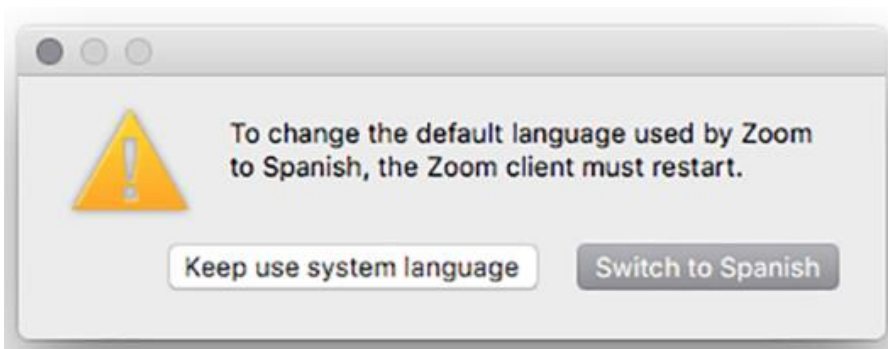 To change the default language used by Zoom
to Spanish, the Zoom client must restart.
Keep use system language
Switch to Spanish